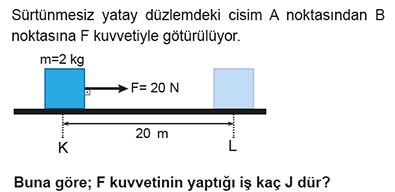 Sürtünmesiz yatay düzlemdeki cisim A noktasından B
noktasına F kuvvetiyle götürülüyor.
m=2 kg
F= 20 N
20 m
K
L
Buna göre; F kuvvetinin yaptığı iş kaç J dür?